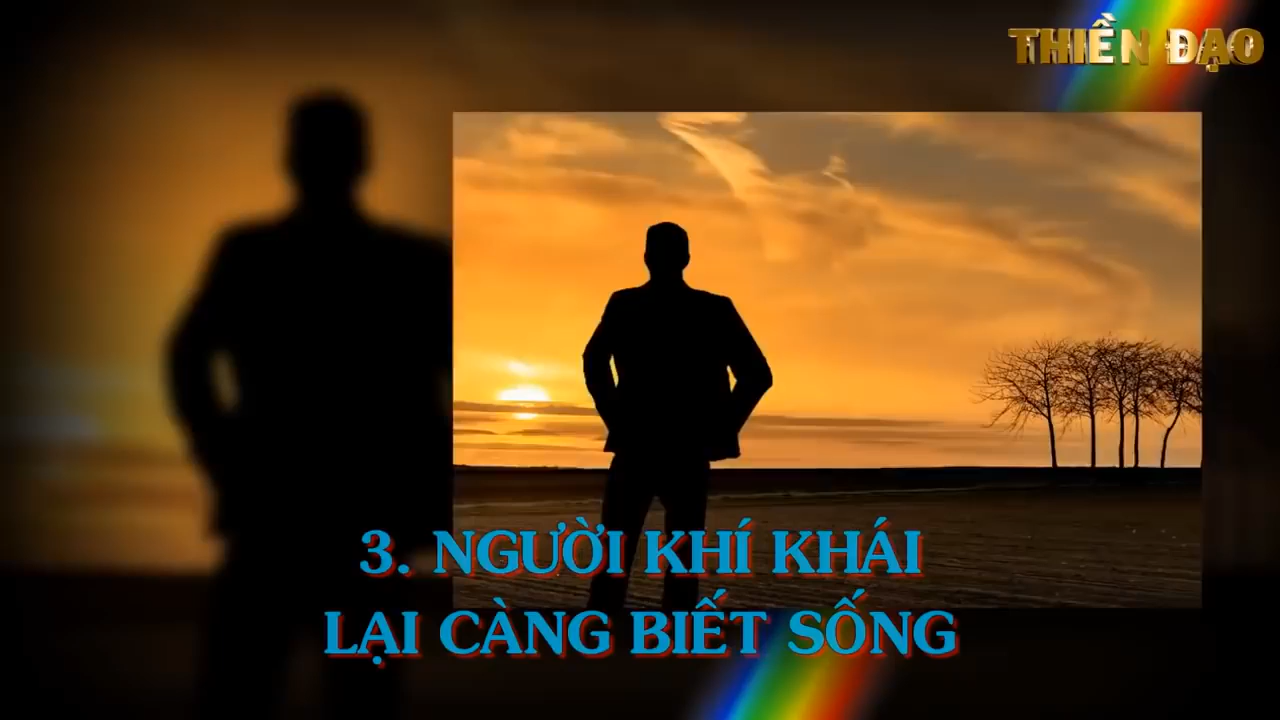 THIỀN ĐẠO
3. NGƯỜI KHÍ KHÁI
LẠI CÀNG BIẾT SỐNG